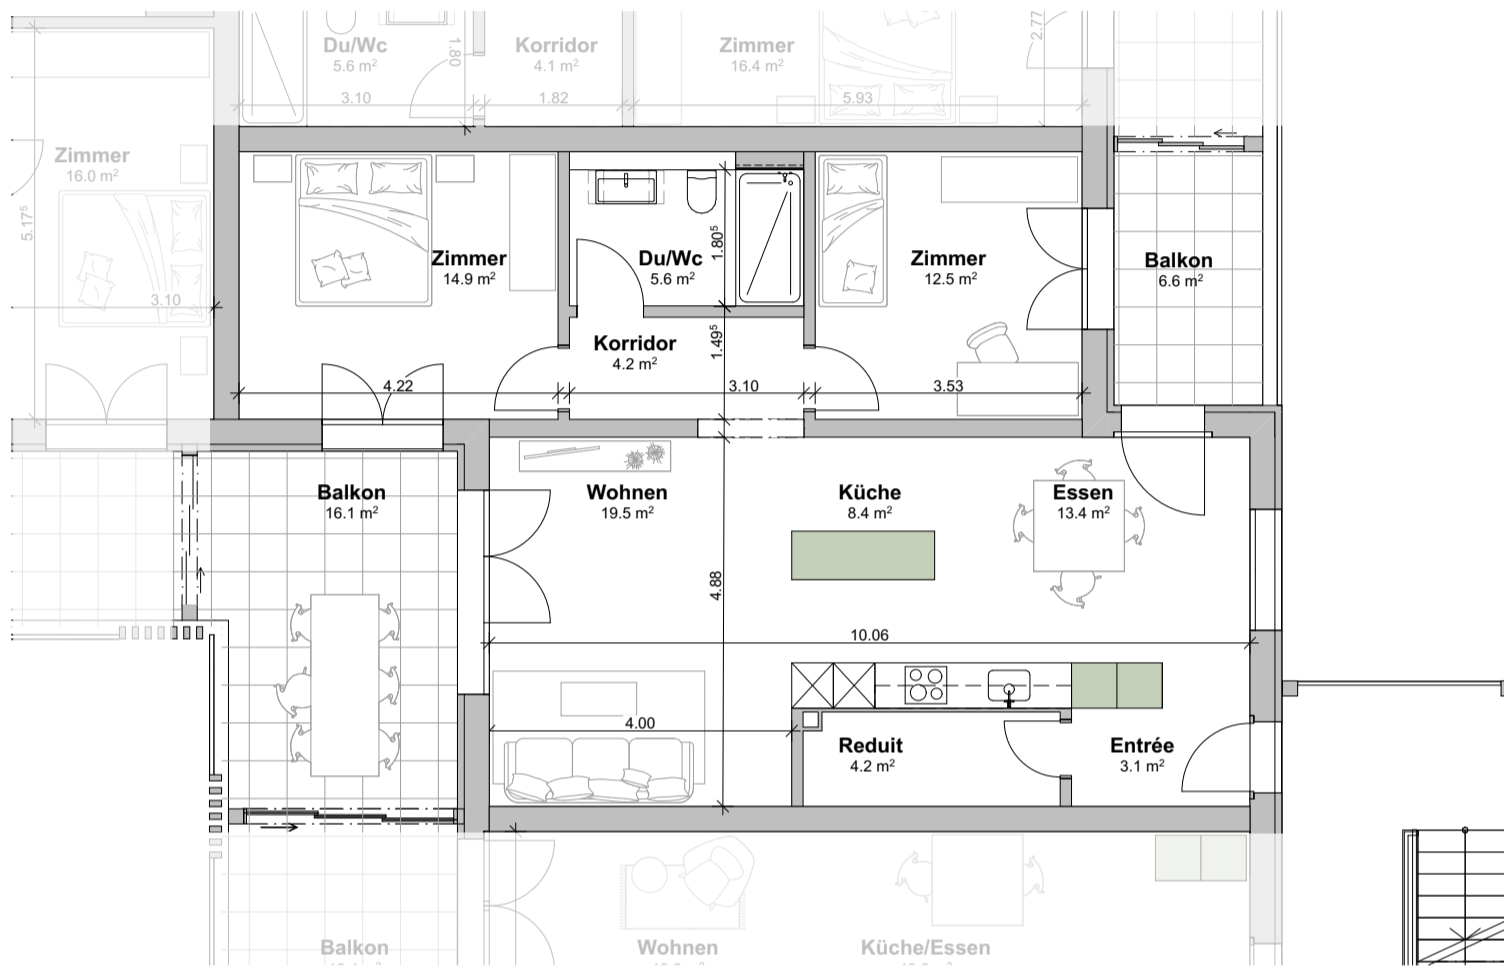 Du/Wc
5.6 m²
1.80
Korridor
4.1 m²
Zimmer
16.4 m²
2.77
3.10
1.82
5.93
Zimmer
16.0 m²
5.17⁵
3.10
Zimmer
14.9 m²
Du/Wc
5.6 m²
1.80⁵
Zimmer
12.5 m²
Balkon
6.6 m²
Korridor
4.2 m²
1.49⁵
4.22
3.10
3.53
Balkon
16.1 m²
Wohnen
19.5 m²
Küche
8.4 m²
Essen
13.4 m²
4.88
10.06
4.00
Reduit
4.2 m²
Entrée
3.1 m²
Balkon
Wohnen
Küche/Essen